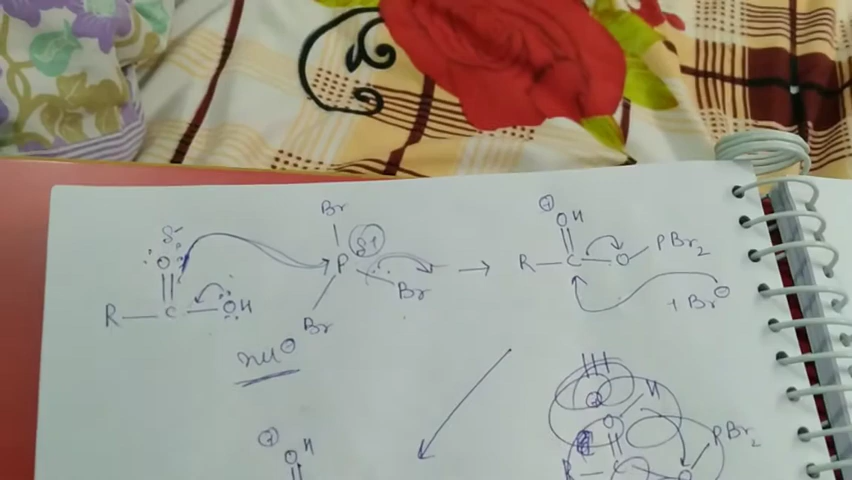 Br
δ-
δ+
⊕
OH
:O:
P
PBr2
R — C — OH
Br
→
R — C — O
+ Br⊖
Br
nu⊖
H
⊕
⊕
OH
O
PBr2
R — C
O